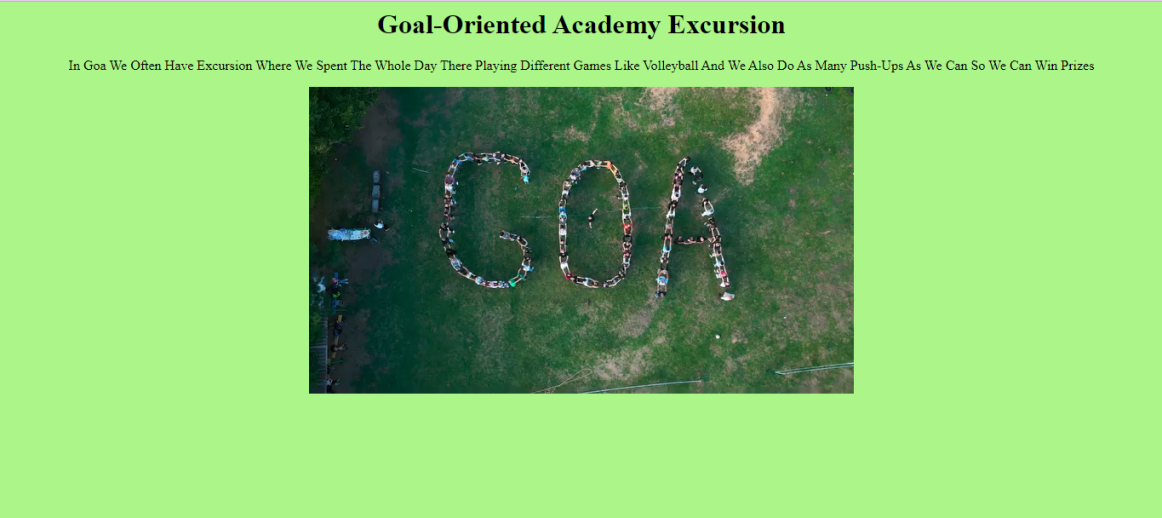 Goal-Oriented Academy Excursion
In Goa We Often Have Excursion Where We Spent The Whole Day There Playing Different Games Like Volleyball And We Also Do As Many Push-Ups As We Can So We Can Win Prizes
GOA